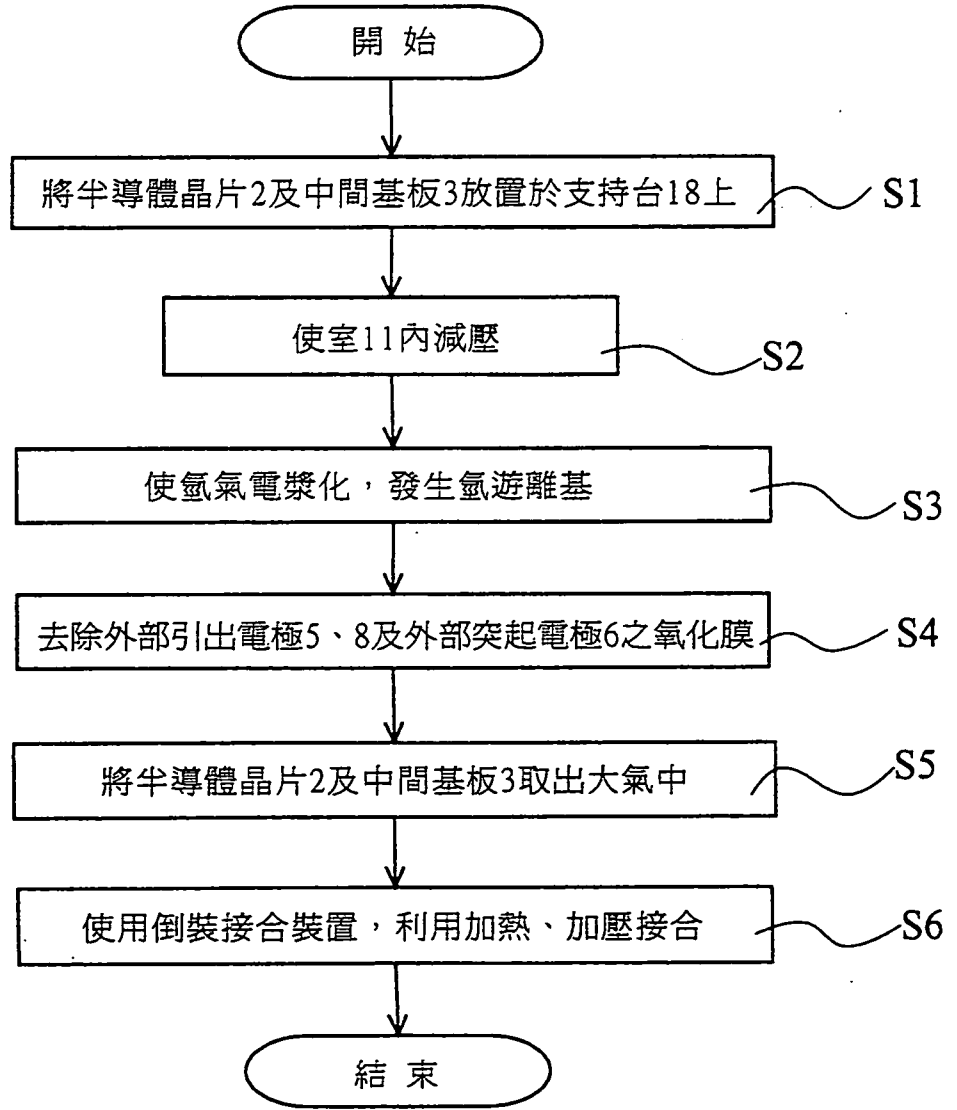 開 始
將半導體晶片2及中間基板3放置於支持台18上
S1
使室11內減壓
S2
使氬氣電漿化，發生氬遊離基
S3
去除外部引出電極5、8及外部突起電極6之氧化膜
S4
將半導體晶片2及中間基板3取出大氣中
S5
使用倒裝接合裝置，利用加熱、加壓接合
S6
結 束